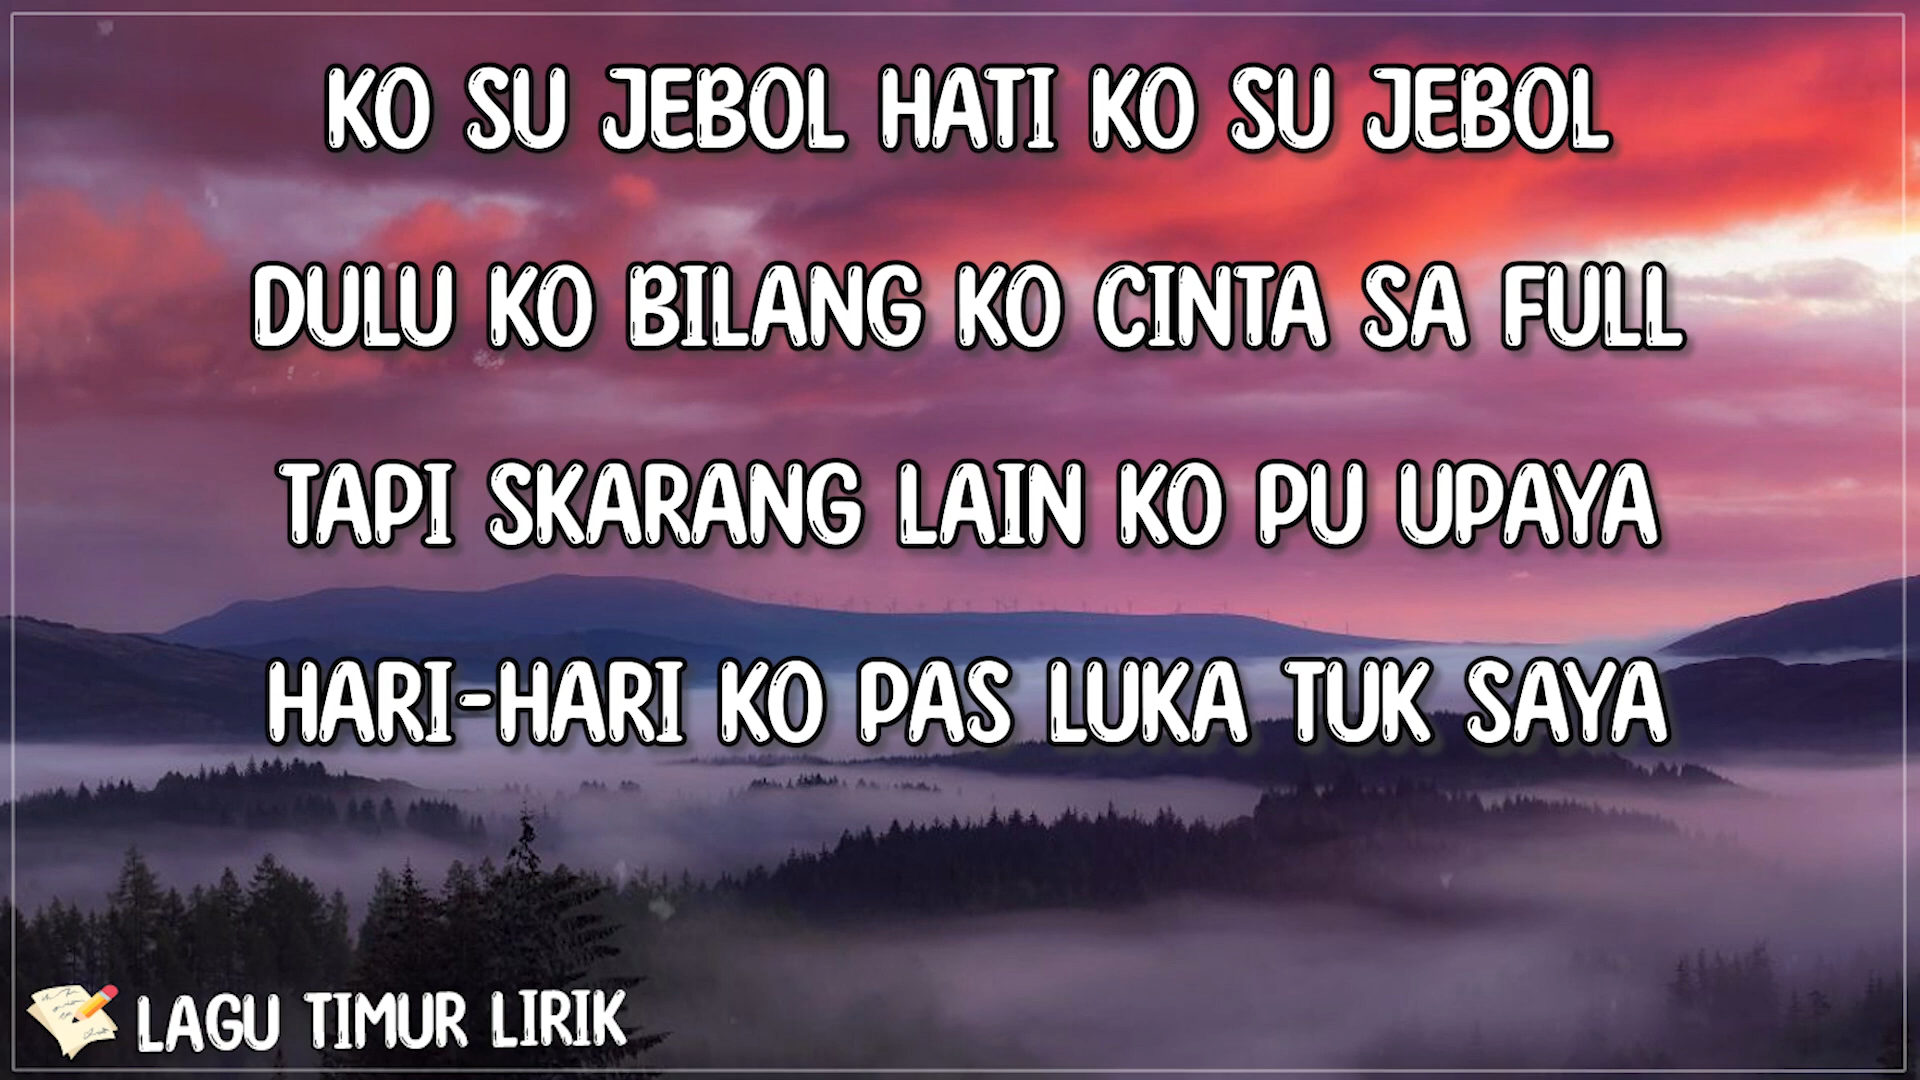 KO SU JEBOL HATI KO SU JEBOL
DULU KO BILANG KO CINTA SA FULL
TAPI SKARANG LAIN KO PU UPAYA
HARI-HARI KO PAS LUKA TUK SAYA
LAGU TIMUR LIRIK